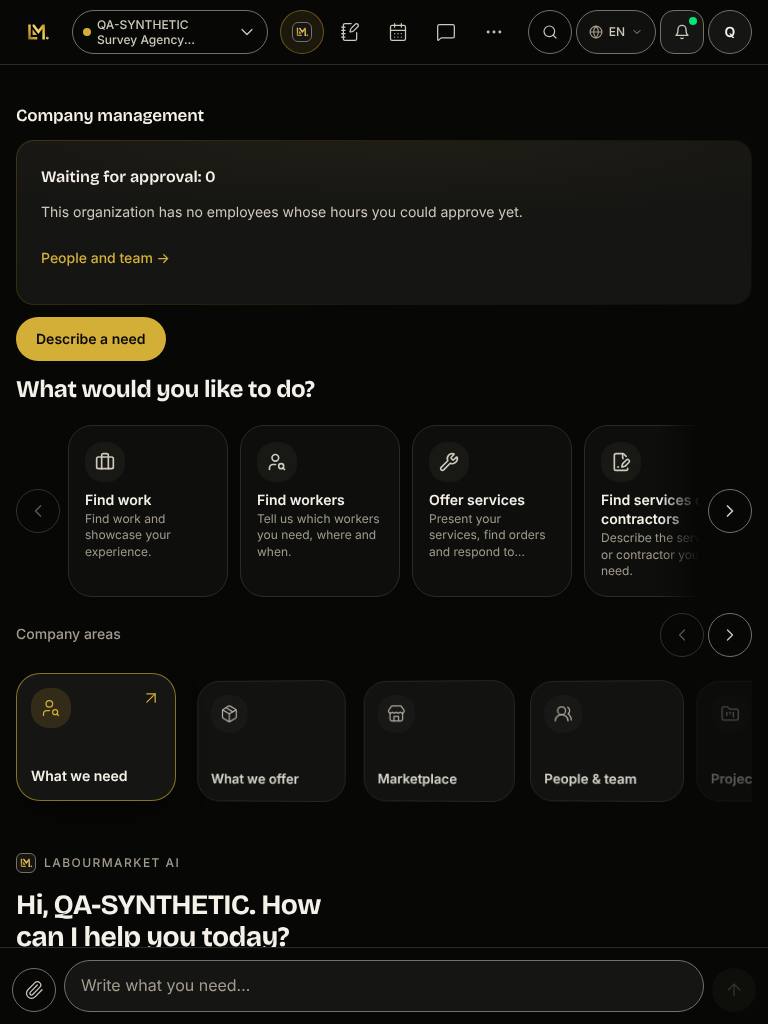 LM.
QA-SYNTHETIC
Survey Agency...
EN
Q
Company management
Waiting for approval: 0
This organization has no employees whose hours you could approve yet.
People and team →
Describe a need
What would you like to do?
Find work
Find work and
showcase your
experience.
Find workers
Tell us which workers
you need, where and
when.
Offer services
Present your
services, find orders
and respond to...
Find services
contractors
Describe the
or contractor you
need.
Company areas
What we need
What we offer
Marketplace
People & team
Projec
LABOURMARKET AI
Hi, QA-SYNTHETIC. How
can I help you today?
Write what you need...